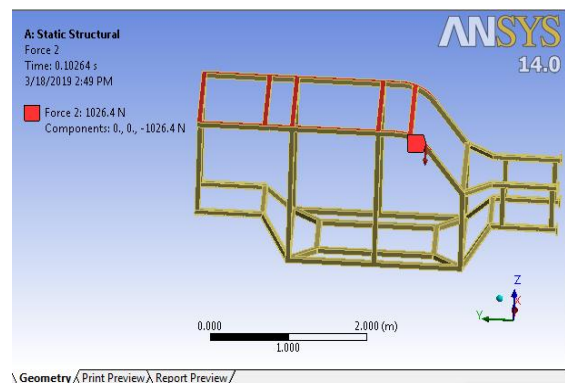 A: Static Structural
Force 2
Time: 0.10264 s
3/18/2019 2:49 PM
Force 2: 1026.4 N
Components: 0., 0., -1026.4 N
ANSYS
14.0
Z
Y
X
0.000
2.000 (m)
1.000
Geometry / Print Preview \ Report Preview /